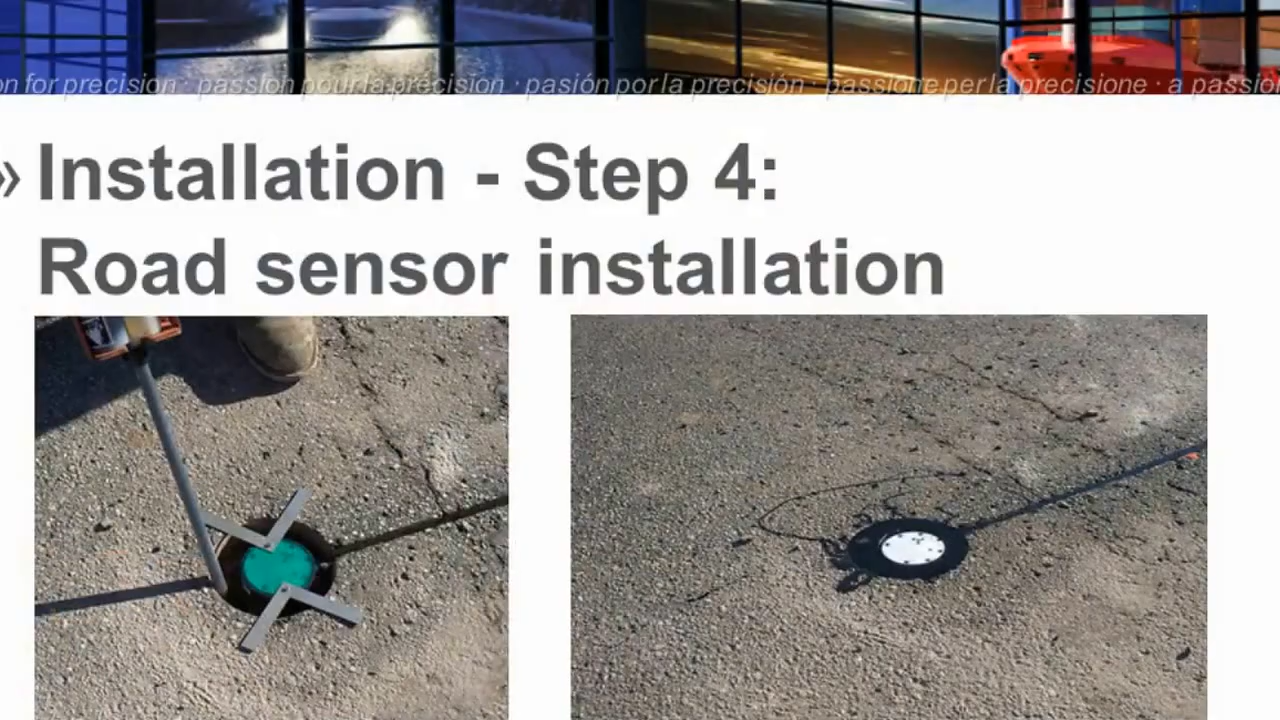 on for precision · passion pour la précision · pasión por la precisión · passione per la precisione · a passio
» Installation - Step 4:
Road sensor installation